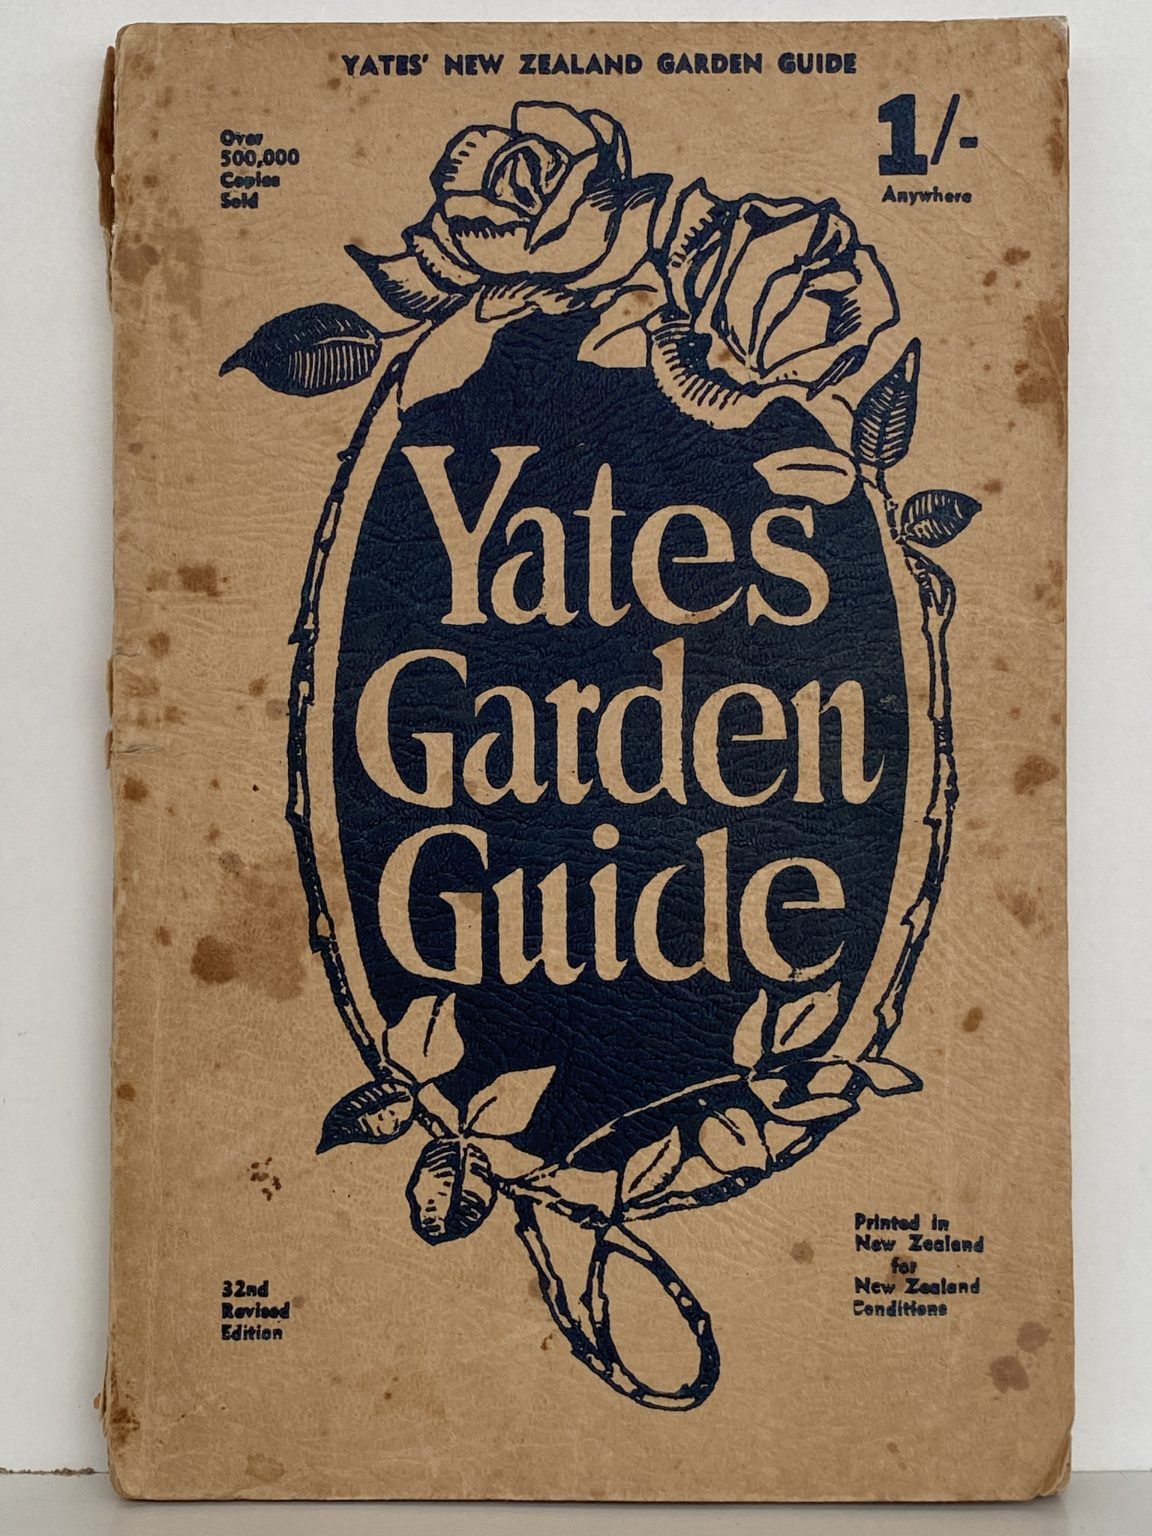 YATES' NEW ZEALAND GARDEN GUIDE
Over
500,000
Copies
Sold
1/-
Anywhere
Yates
Garden
Guide
32nd
Revised
Edition
Printed in
New Zealand
for
New Zealand
Conditions